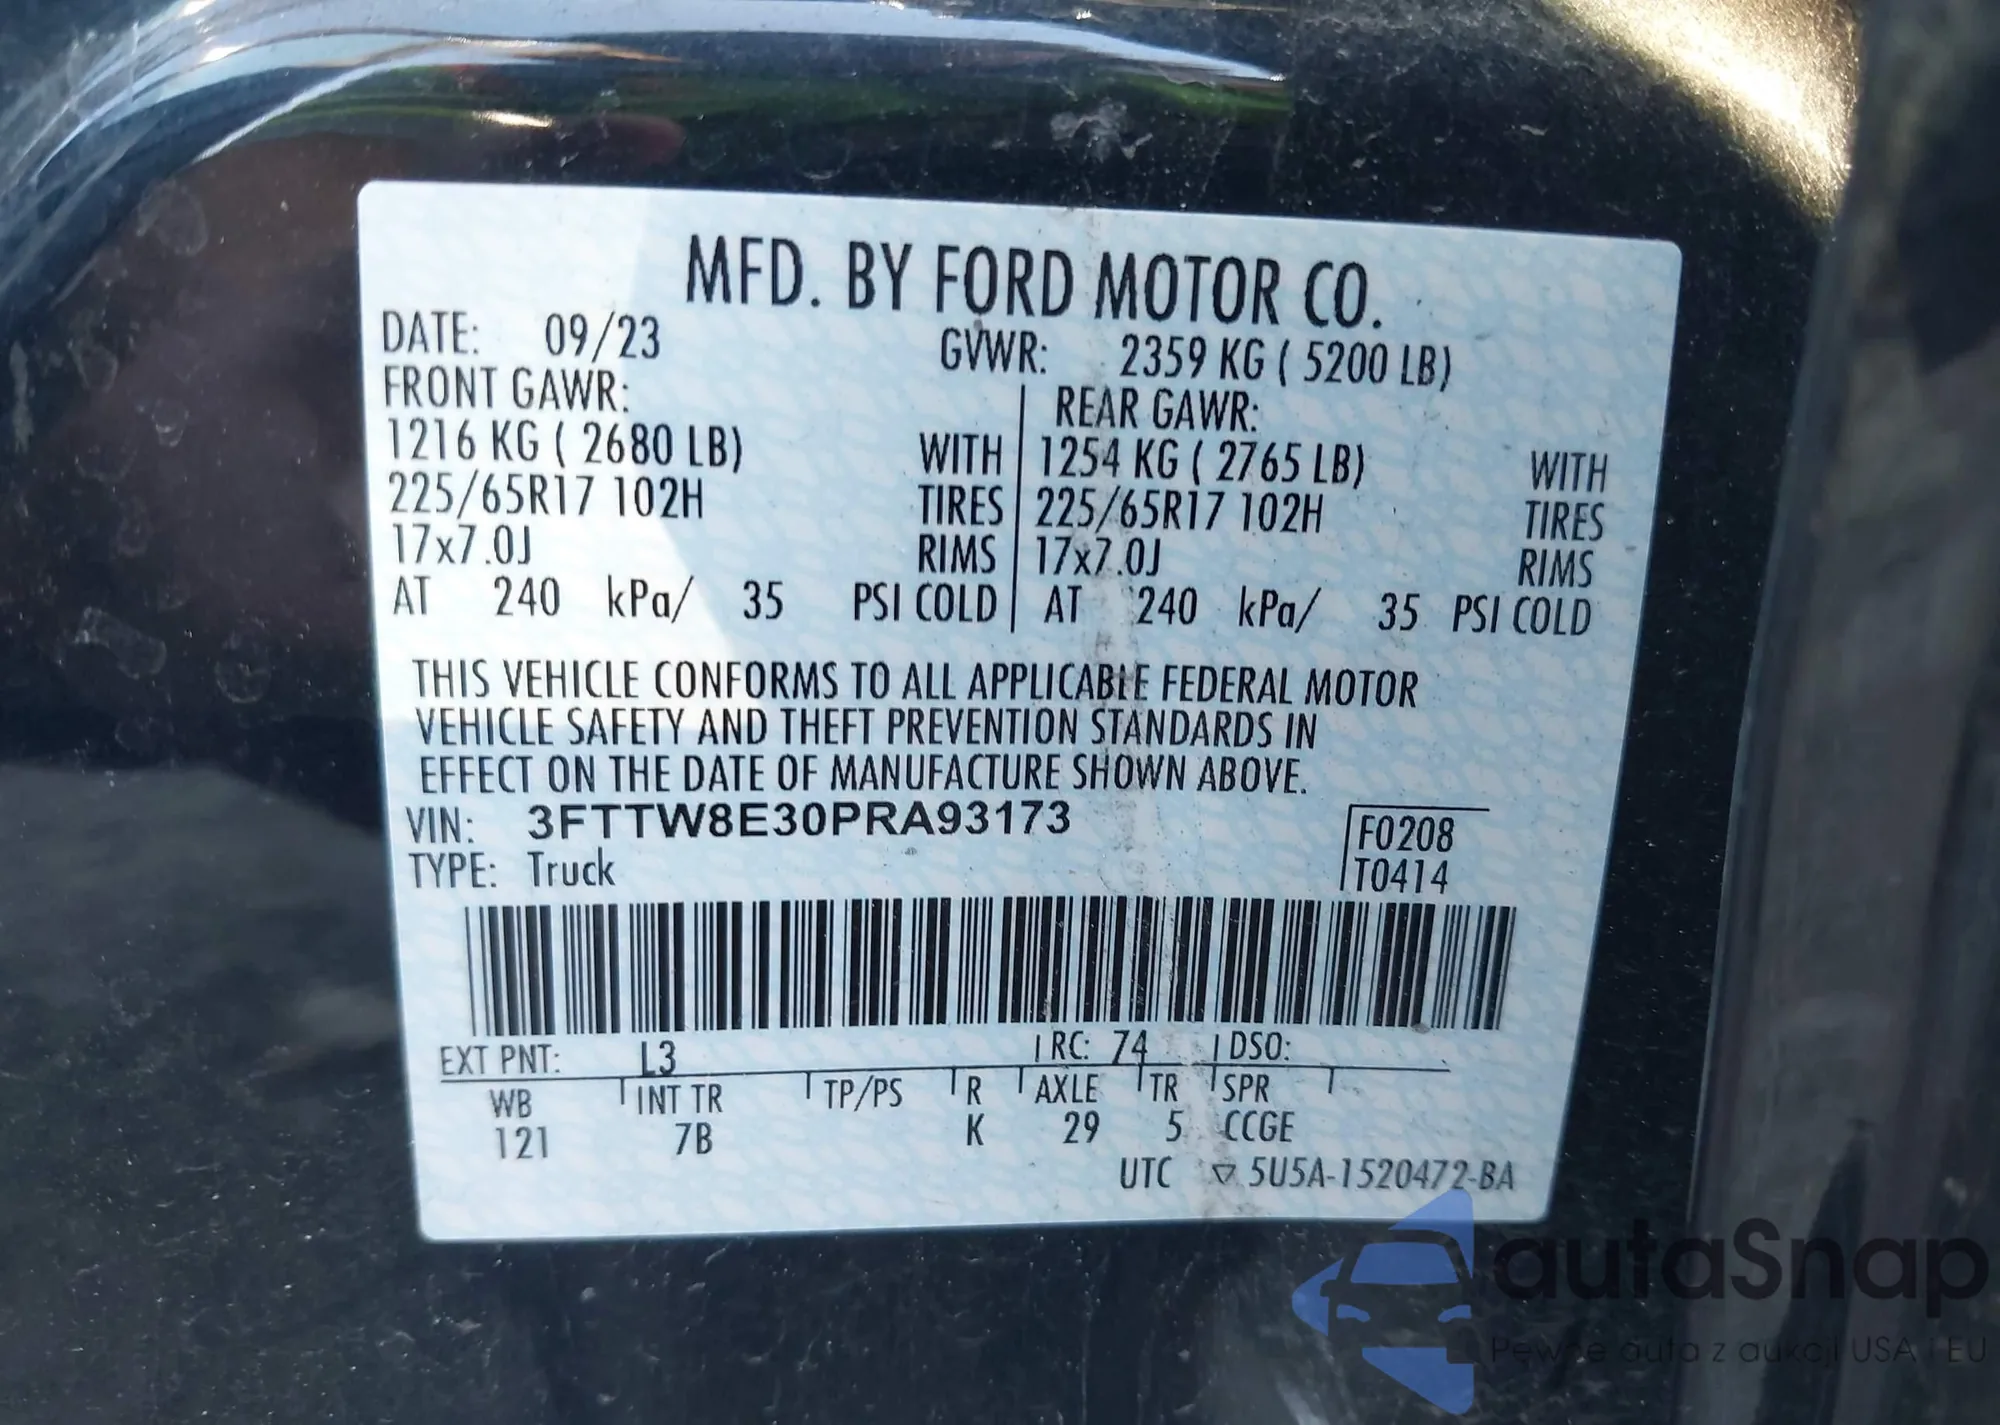 MFD. BY FORD MOTOR CO.
DATE: 09/23 GVWR: 2359 KG ( 5200 LB)
FRONT GAWR: REAR GAWR:
1216 KG ( 2680 LB) WITH 1254 KG ( 2765 LB) WITH
225/65R17 102H TIRES 225/65R17 102H TIRES
17x7.0J RIMS 17x7.0J RIMS
AT 240 kPa/ 35 PSI COLD AT 240 kPa/ 35 PSI COLD
THIS VEHICLE CONFORMS TO ALL APPLICABLE FEDERAL MOTOR
VEHICLE SAFETY AND THEFT PREVENTION STANDARDS IN
EFFECT ON THE DATE OF MANUFACTURE SHOWN ABOVE.
VIN: 3FTTW8E30PRA93173 F0208
TYPE: Truck T0414
EXT PNT: L3 RC: 74 DSO:
WB INT TR TP/PS R AXLE TR SPR
121 7B K 29 5 CCGE
UTC ▽ 5U5A-1520472-BA
autaSnap
Pewne auta z aukcji USA i EU